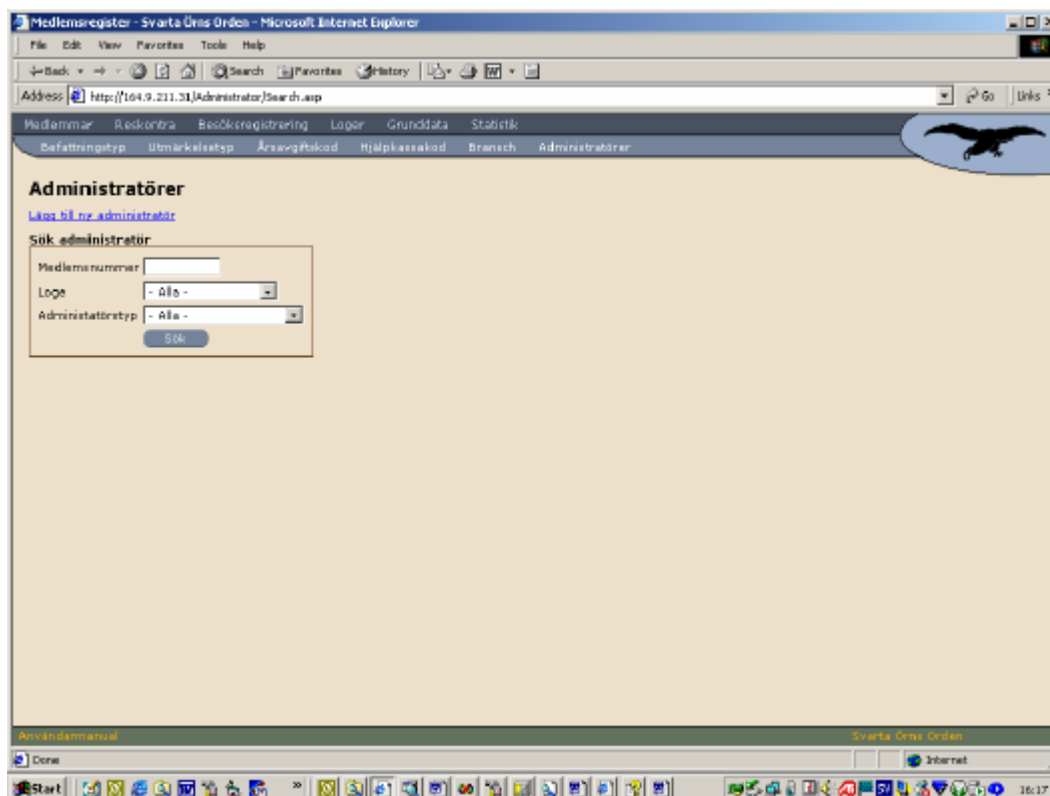 Medlemsregister - Svarta Örns Orden - Microsoft Internet Explorer
File Edit View Favorites Tools Help
Back Search Favorites History
Address http://164.9.211.31/Administrator/Search.asp Go Links
Medlemmar Reskontra Besöksregistrering Loger Grunddata Statistik
Befattningstyp Utmärkelsetyp Årsavgiftskod Hjälpkassakod Bransch Administratörer
Administratörer
Lägg till ny administratör
Sök administratör
Medlemsnummer
Loge - Alla -
Administatörstyp - Alla -
Sök
Användarmanual Svarta Örns Orden
Done Internet
Start » SV 16:17